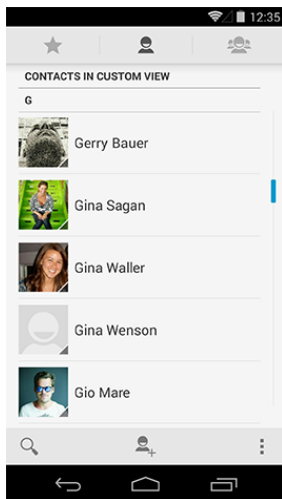 12:35
CONTACTS IN CUSTOM VIEW
G
Gerry Bauer
Gina Sagan
Gina Waller
Gina Wenson
Gio Mare